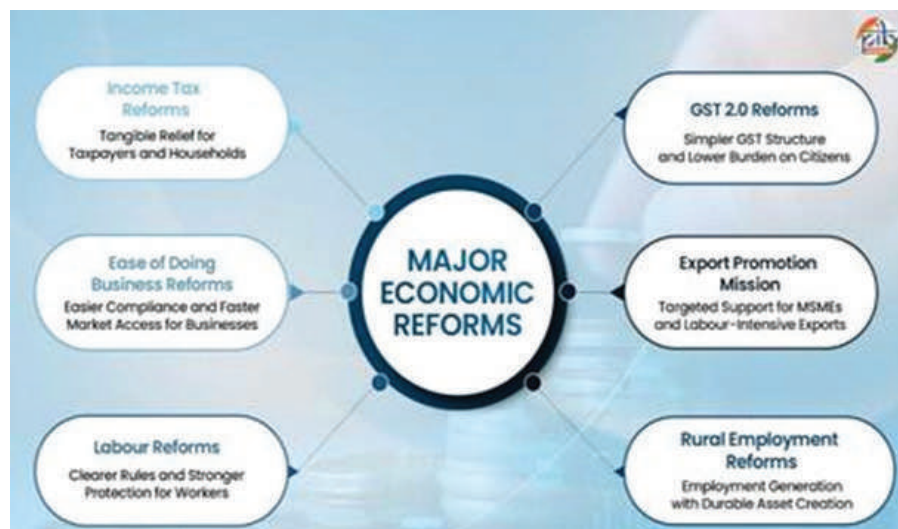 Income Tax
Reforms
Tangible Relief for
Taxpayers and Households
Ease of Doing
Business Reforms
Easier Compliance and Faster
Market Access for Businesses
Labour Reforms
Clearer Rules and Stronger
Protection for Workers
MAJOR
ECONOMIC
REFORMS
GST 2.0 Reforms
Simpler GST Structure
and Lower Burden on Citizens
Export Promotion
Mission
Targeted Support for MSMEs
and Labour-Intensive Exports
Rural Employment
Reforms
Employment Generation
with Durable Asset Creation